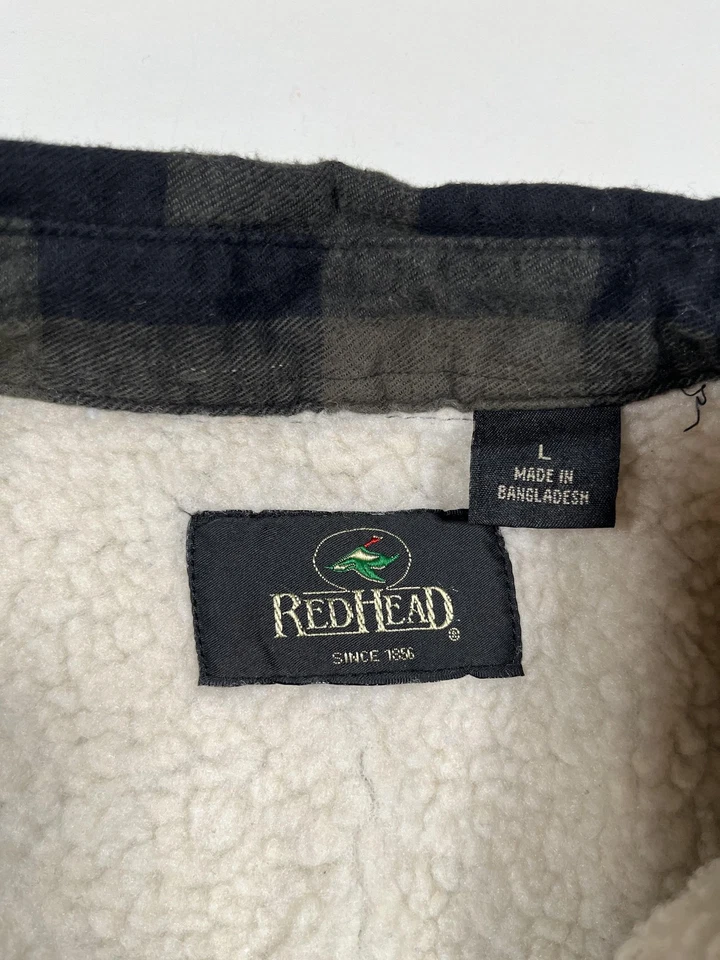 L
MADE IN
BANGLADESH
REDHEAD
®
SINCE 1856